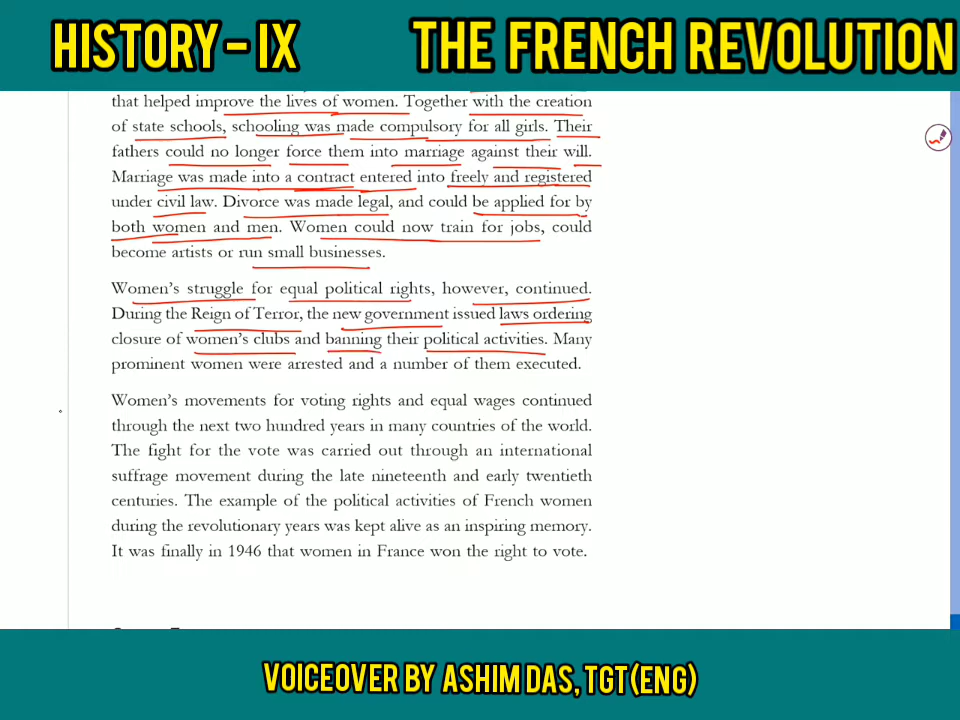 HISTORY – IX
THE FRENCH REVOLUTION
that helped improve the lives of women. Together with the creation
of state schools, schooling was made compulsory for all girls. Their
fathers could no longer force them into marriage against their will.
Marriage was made into a contract entered into freely and registered
under civil law. Divorce was made legal, and could be applied for by
both women and men. Women could now train for jobs, could
become artists or run small businesses.
Women's struggle for equal political rights, however, continued.
During the Reign of Terror, the new government issued laws ordering
closure of women's clubs and banning their political activities. Many
prominent women were arrested and a number of them executed.
Women's movements for voting rights and equal wages continued
through the next two hundred years in many countries of the world.
The fight for the vote was carried out through an international
suffrage movement during the late nineteenth and early twentieth
centuries. The example of the political activities of French women
during the revolutionary years was kept alive as an inspiring memory.
It was finally in 1946 that women in France won the right to vote.
VOICEOVER BY ASHIM DAS, TGT(ENG)